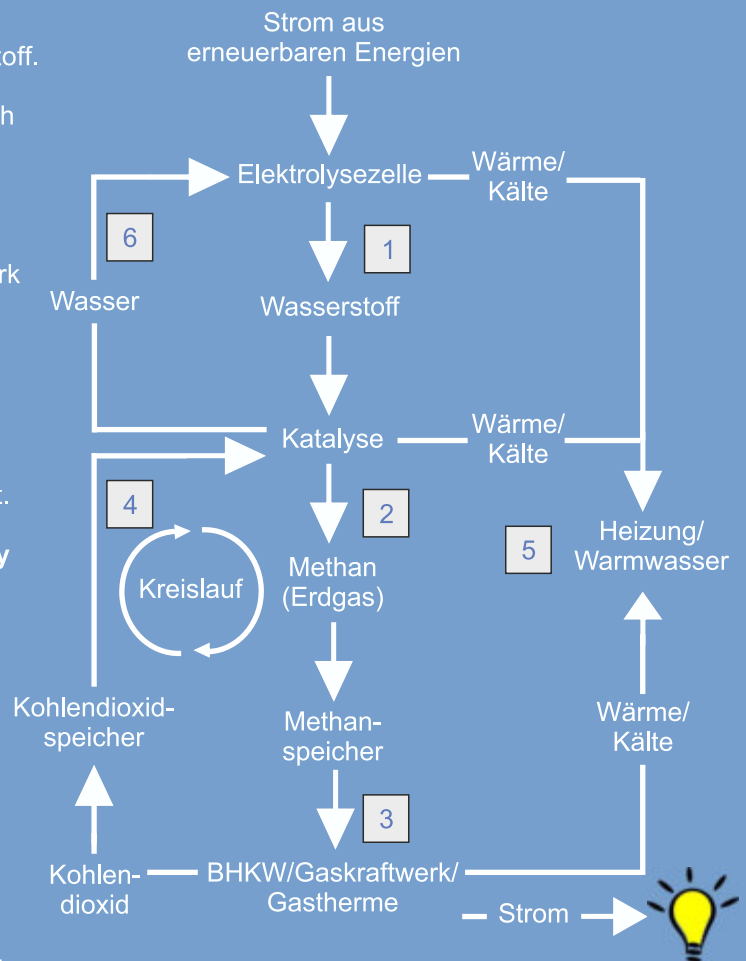 Strom aus
erneuerbaren Energien
Elektrolysezelle
Wärme/
Kälte
6
1
Wasser
Wasserstoff
Katalyse
Wärme/
Kälte
4
2
5
Heizung/
Warmwasser
Kreislauf
Methan
(Erdgas)
Kohlendioxid-
speicher
Methan-
speicher
Wärme/
Kälte
3
Kohlen-
dioxid
BHKW/Gaskraftwerk/
Gastherme
Strom